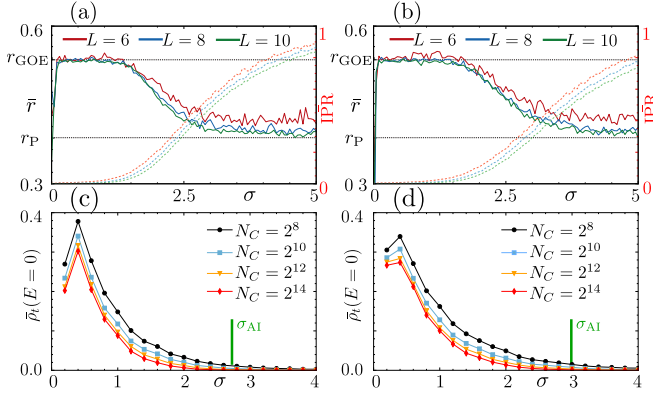 (a)
0.6
r_GOE
r̄
r_P
0.3
L = 6 L = 8 L = 10
0 2.5 σ 5
1
IPR
0
(b)
0.6
r_GOE
r̄
r_P
0.3
L = 6 L = 8 L = 10
0 2.5 σ 5
1
IPR
0
(c)
0.4
ρ̄_t(E = 0)
0.0
N_C = 2^8
N_C = 2^10
N_C = 2^12
N_C = 2^14
σ_AI
0 1 2 σ 3 4
(d)
0.4
ρ̄_t(E = 0)
0.0
N_C = 2^8
N_C = 2^10
N_C = 2^12
N_C = 2^14
σ_AI
0 1 2 σ 3 4